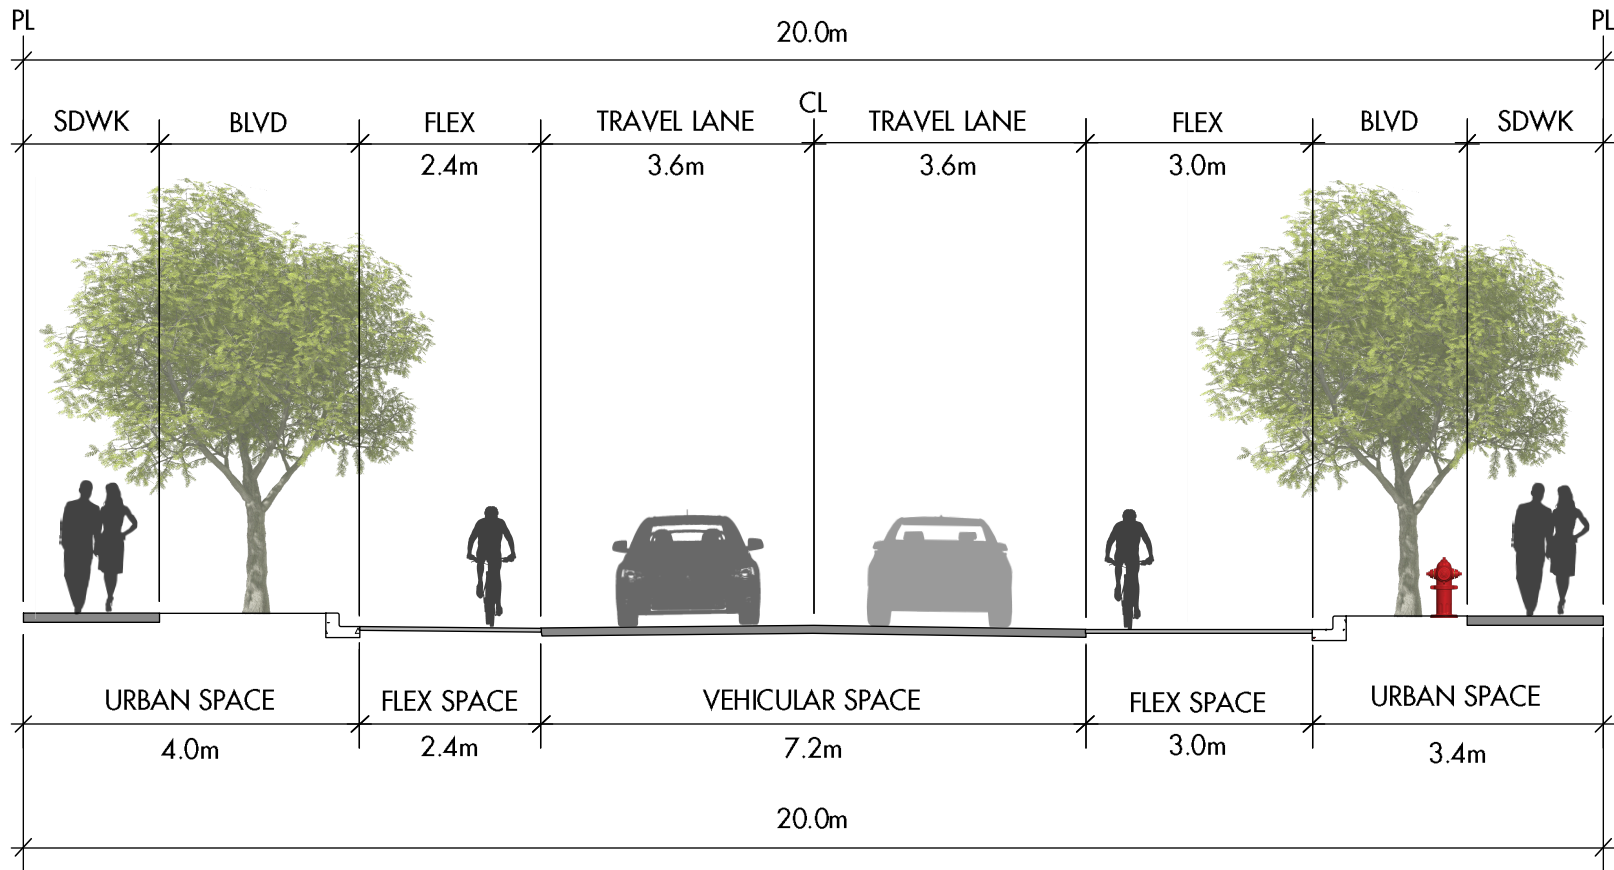 PL
PL
20.0m
CL
SDWK
BLVD
FLEX
TRAVEL LANE
TRAVEL LANE
FLEX
BLVD
SDWK
2.4m
3.6m
3.6m
3.0m
URBAN SPACE
FLEX SPACE
VEHICULAR SPACE
FLEX SPACE
URBAN SPACE
4.0m
2.4m
7.2m
3.0m
3.4m
20.0m